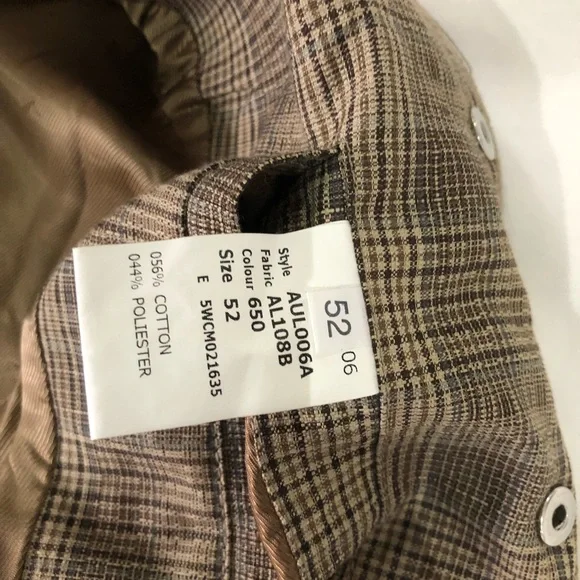 52 06
Style AUL006A
Fabric AL108B
Colour 650
Size 52
E 5WCM021635
056% COTTON
044% POLIESTER